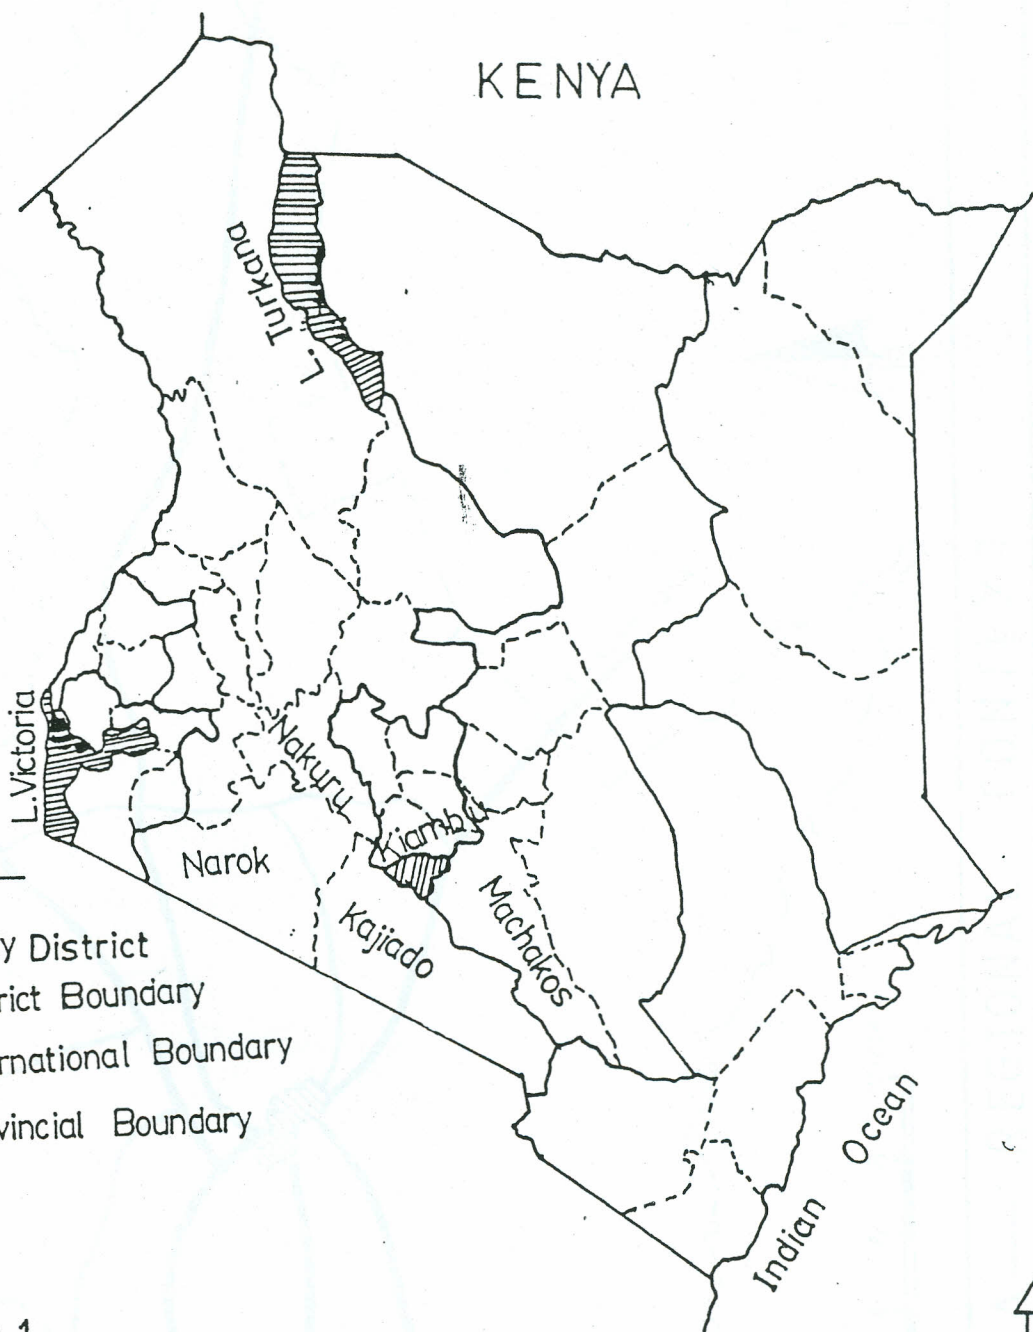 KENYA
L. Turkana
L.Victoria
Nakuru
Kiambu
Narok
Kajiado
Machakos
y District
rict Boundary
rnational Boundary
vincial Boundary
Indian Ocean
1